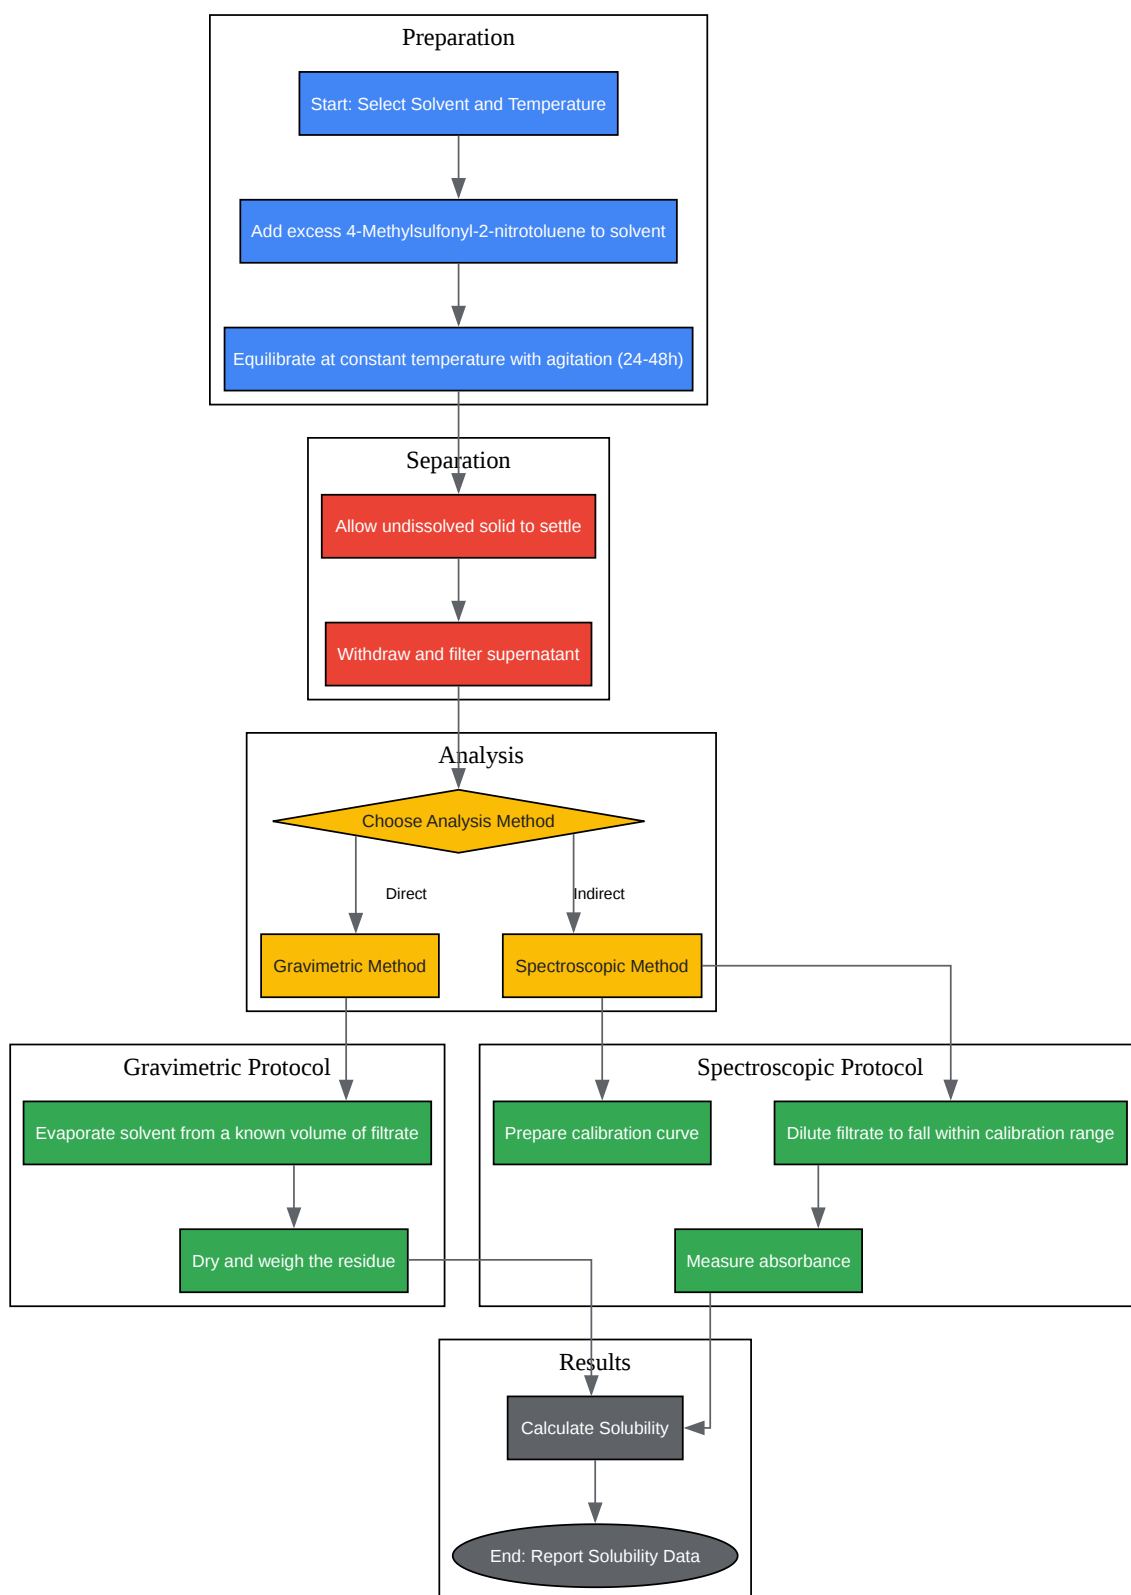 Preparation
Start: Select Solvent and Temperature
Add excess 4-Methylsulfonyl-2-nitrotoluene to solvent
Equilibrate at constant temperature with agitation (24-48h)
Separation
Allow undissolved solid to settle
Withdraw and filter supernatant
Analysis
Choose Analysis Method
Direct
Indirect
Gravimetric Method
Spectroscopic Method
Gravimetric Protocol
Evaporate solvent from a known volume of filtrate
Dry and weigh the residue
Spectroscopic Protocol
Prepare calibration curve
Dilute filtrate to fall within calibration range
Measure absorbance
Results
Calculate Solubility
End: Report Solubility Data